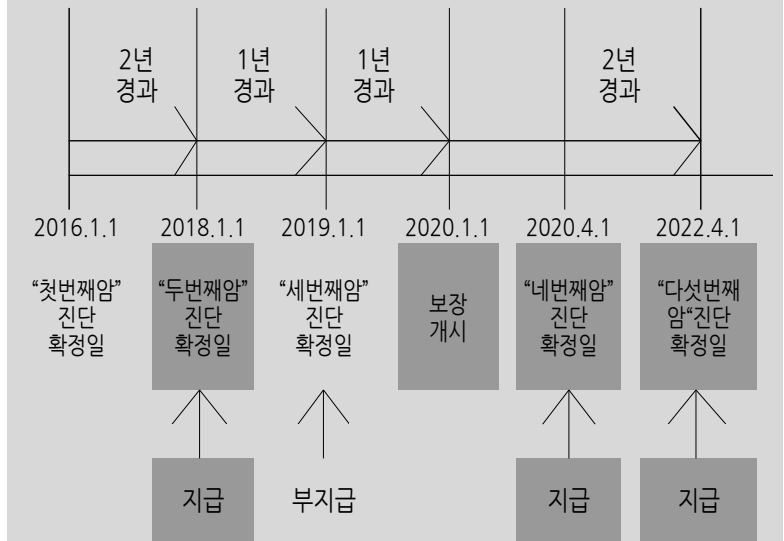 2년
경과
1년
경과
1년
경과
2년
경과
2016.1.1
2018.1.1
2019.1.1
2020.1.1
2020.4.1
2022.4.1
“첫번째암”
진단
확정일
“두번째암”
진단
확정일
“세번째암”
진단
확정일
보장
개시
“네번째암”
진단
확정일
“다섯번째
암“진단
확정일
지급
부지급
지급
지급